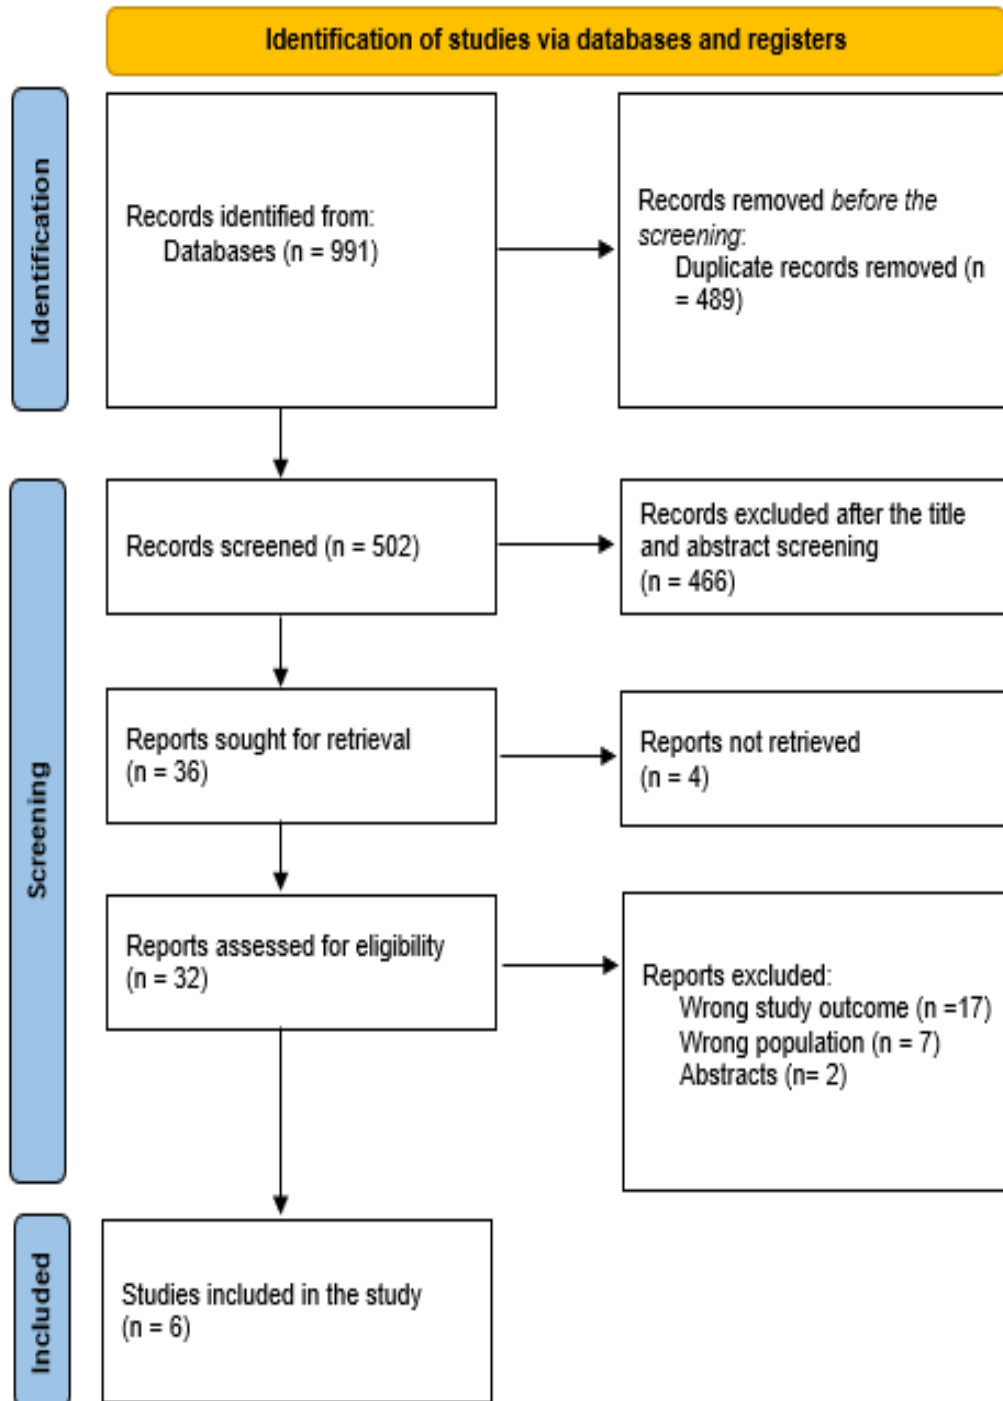 Identification of studies via databases and registers
Identification
Records identified from:
Databases (n = 991)
Records removed before the
screening:
Duplicate records removed (n
= 489)
Screening
Records screened (n = 502)
Records excluded after the title
and abstract screening
(n = 466)
Reports sought for retrieval
(n = 36)
Reports not retrieved
(n = 4)
Reports assessed for eligibility
(n = 32)
Reports excluded:
Wrong study outcome (n =17)
Wrong population (n = 7)
Abstracts (n= 2)
Included
Studies included in the study
(n = 6)